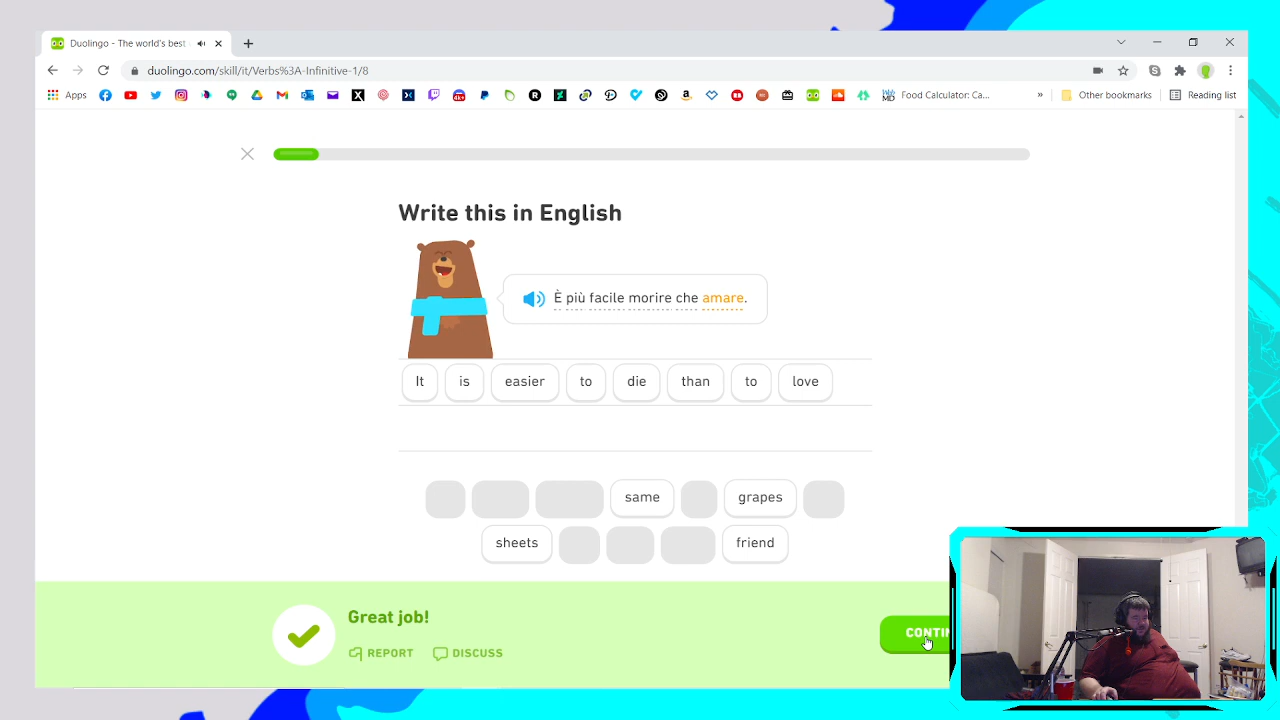 Duolingo - The world's best
duolingo.com/skill/it/Verbs%3A-Infinitive-1/8
Apps
Food Calculator: Ca...
»
Other bookmarks
Reading list
Write this in English
È più facile morire che amare.
It is easier to die than to love
same grapes
sheets friend
Great job!
CONTIN
REPORT DISCUSS